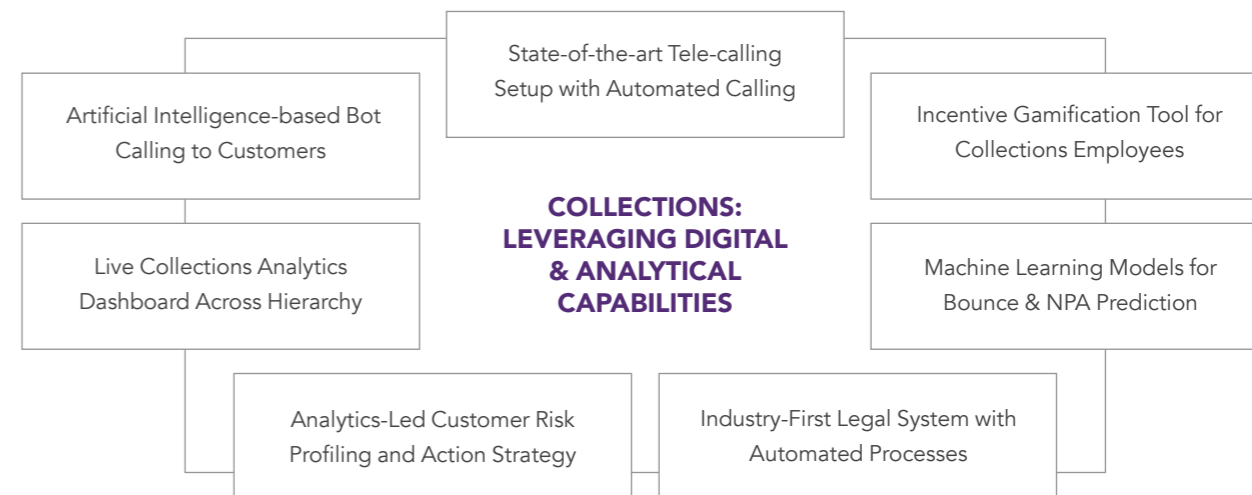 State-of-the-art Tele-calling
Setup with Automated Calling
Artificial Intelligence-based Bot
Calling to Customers
Incentive Gamification Tool for
Collections Employees
COLLECTIONS:
LEVERAGING DIGITAL
& ANALYTICAL
CAPABILITIES
Live Collections Analytics
Dashboard Across Hierarchy
Machine Learning Models for
Bounce & NPA Prediction
Analytics-Led Customer Risk
Profiling and Action Strategy
Industry-First Legal System with
Automated Processes